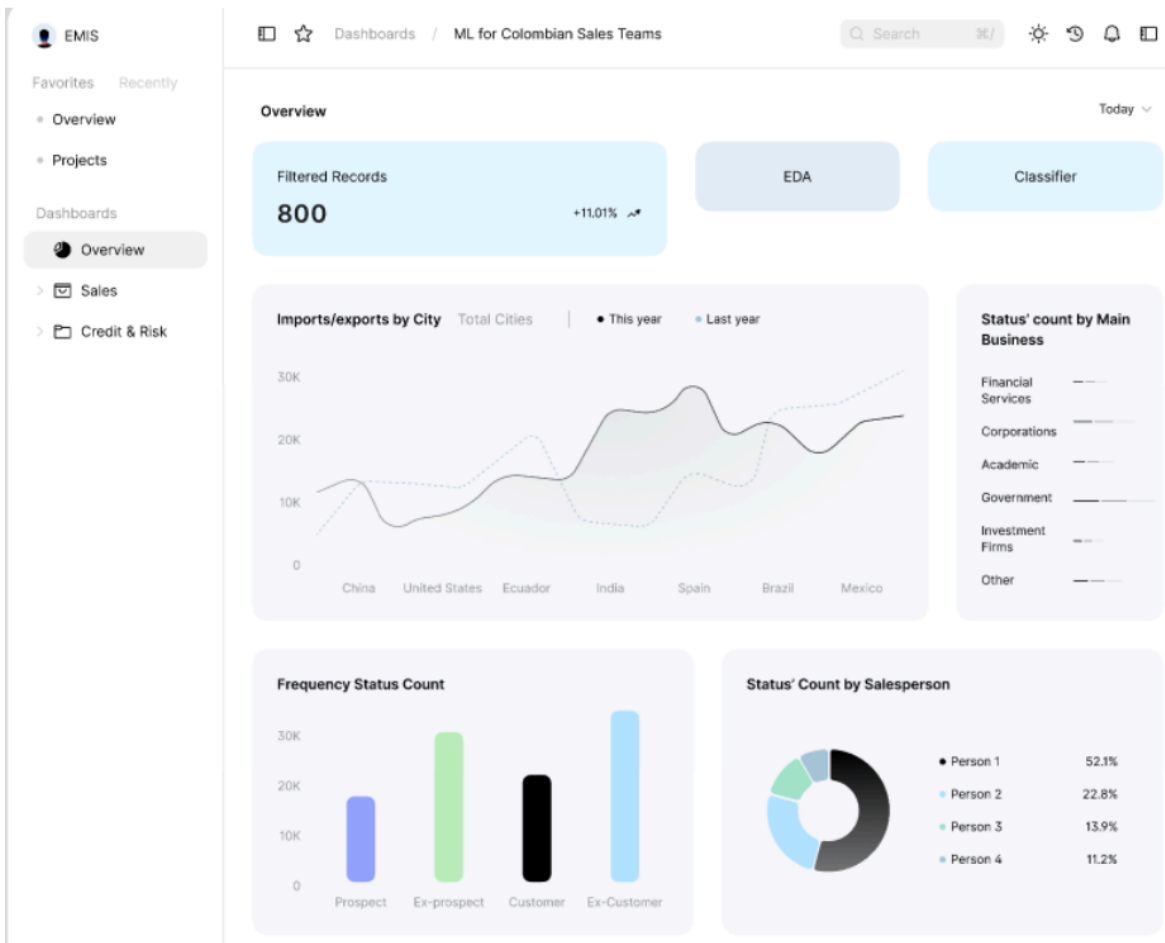 EMIS
Favorites Recently
Overview
Projects
Dashboards
Overview
Sales
Credit & Risk
Dashboards / ML for Colombian Sales Teams
Search ⌘/
Overview
Today
Filtered Records
800
+11,01%
EDA
Classifier
Imports/exports by City Total Cities | This year Last year
30K
20K
10K
0
China United States Ecuador India Spain Brazil Mexico
Status' count by Main
Business
Financial
Services
Corporations
Academic
Government
Investment
Firms
Other
Frequency Status Count
30K
20K
10K
0
Prospect Ex-prospect Customer Ex-Customer
Status' Count by Salesperson
Person 1 52.1%
Person 2 22.8%
Person 3 13.9%
Person 4 11.2%